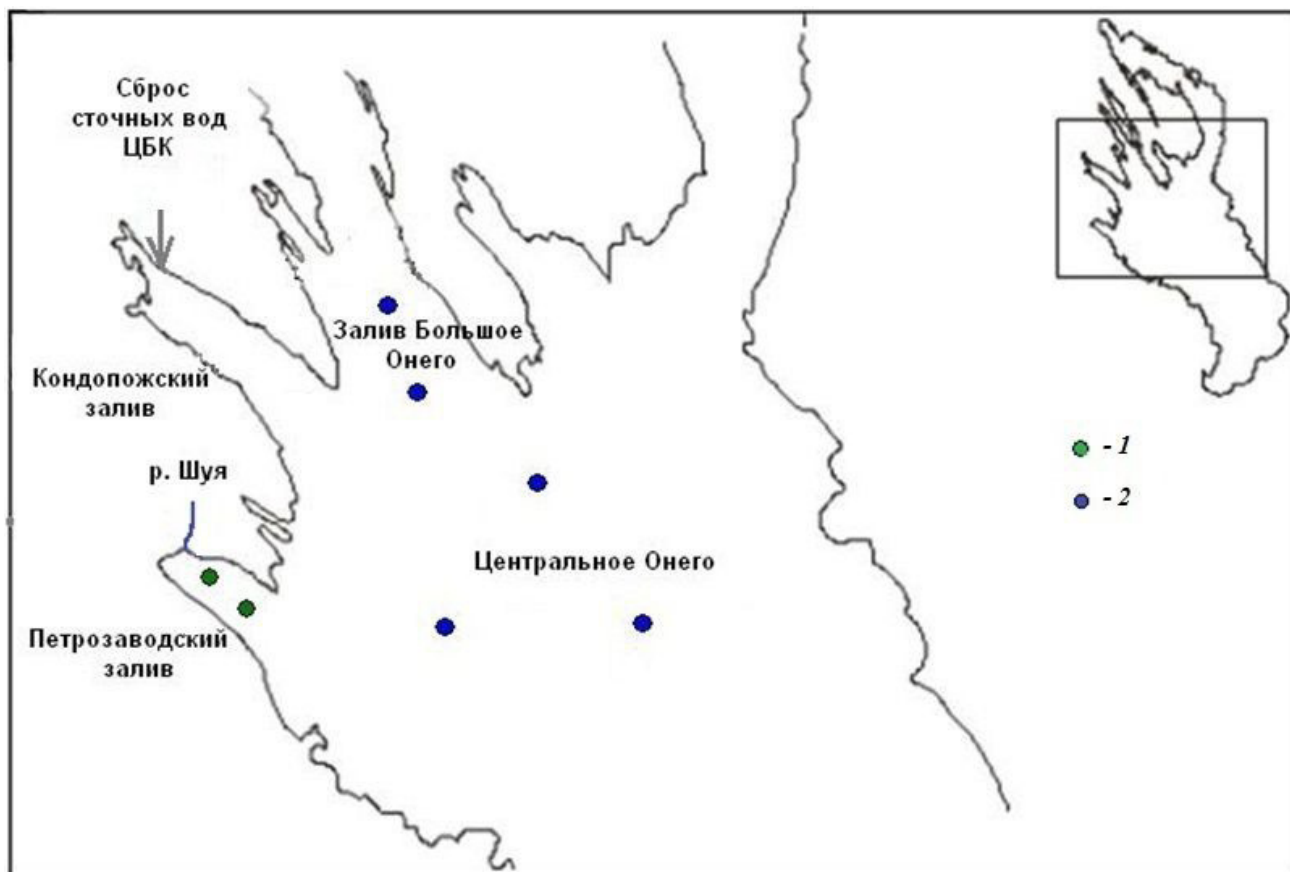 Сброс
сточных вод
ЦБК
Залив Большое
Онего
Кондопожский
залив
р. Шуя
Центральное Онего
Петрозаводский
залив
- 1
- 2